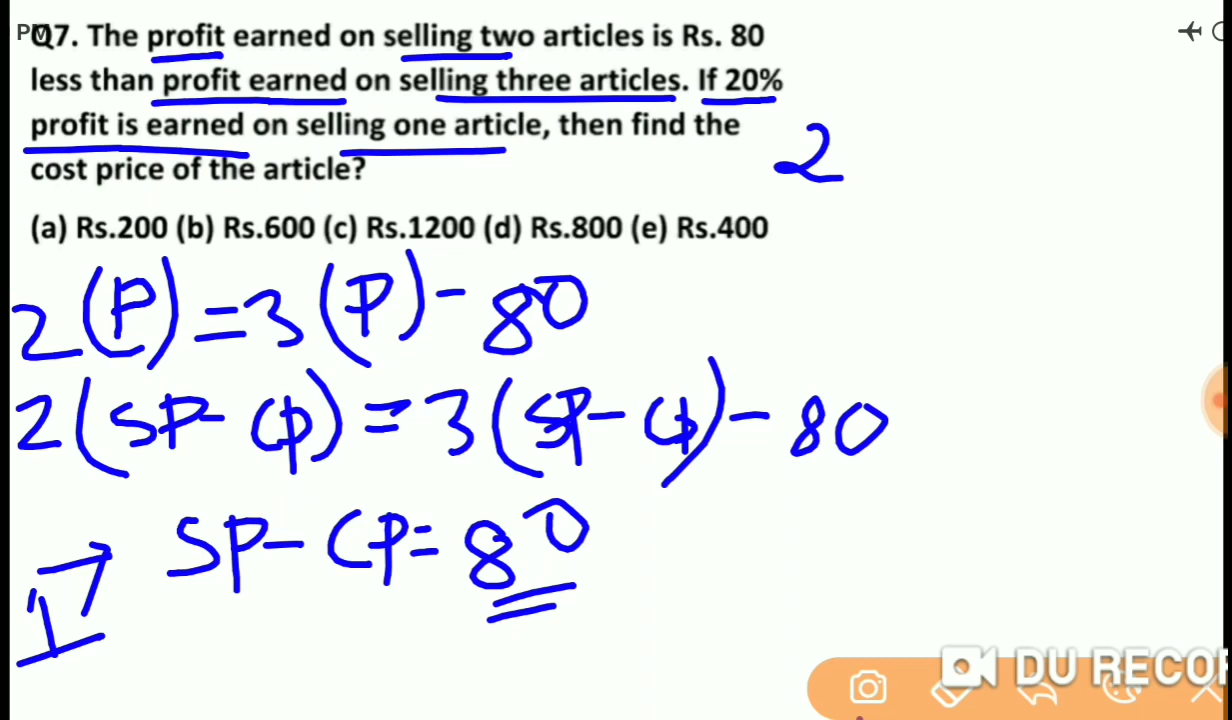 PM
Q7. The profit earned on selling two articles is Rs. 80
less than profit earned on selling three articles. If 20%
profit is earned on selling one article, then find the
cost price of the article?
2
(a) Rs.200 (b) Rs.600 (c) Rs.1200 (d) Rs.800 (e) Rs.400
2(P) = 3(P) - 80
2(SP - CP) = 3(SP - CP) - 80
SP - CP = 80
I
DU RECOR